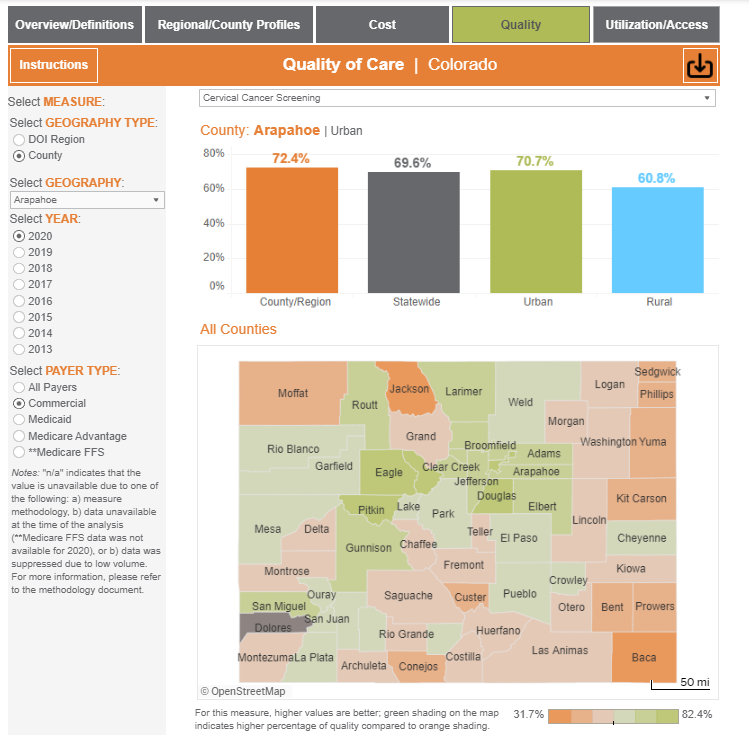 Overview/Definitions
Regional/County Profiles
Cost
Quality
Utilization/Access
Instructions
Quality of Care | Colorado
Select MEASURE:
Cervical Cancer Screening
Select GEOGRAPHY TYPE:
DOI Region
County
Select GEOGRAPHY:
Arapahoe
Select YEAR:
2020
2019
2018
2017
2016
2015
2014
2013
Select PAYER TYPE:
All Payers
Commercial
Medicaid
Medicare Advantage
**Medicare FFS
Notes: "n/a" indicates that the
value is unavailable due to one of
the following: a) measure
methodology, b) data unavailable
at the time of the analysis
(**Medicare FFS data was not
available for 2020), or b) data was
suppressed due to low volume.
For more information, please refer
to the methodology document.
County: Arapahoe | Urban
80%
60%
40%
20%
0%
72.4%
69.6%
70.7%
60.8%
County/Region
Statewide
Urban
Rural
All Counties
Sedgwick
Moffat
Jackson
Larimer
Logan
Phillips
Routt
Weld
Morgan
Grand
Washington
Yuma
Rio Blanco
Broomfield
Adams
Garfield
Eagle
Clear Creek
Arapahoe
Jefferson
Douglas
Elbert
Kit Carson
Pitkin
Lake
Park
Lincoln
Mesa
Delta
Teller
El Paso
Cheyenne
Gunnison
Chaffee
Fremont
Kiowa
Montrose
Crowley
Ouray
Saguache
Custer
Pueblo
San Miguel
Otero
Bent
Prowers
San Juan
Dolores
Rio Grande
Huerfano
Las Animas
Montezuma
La Plata
Archuleta
Conejos
Costilla
Baca
50 mi
© OpenStreetMap
For this measure, higher values are better; green shading on the map
indicates higher percentage of quality compared to orange shading.
31.7%
82.4%